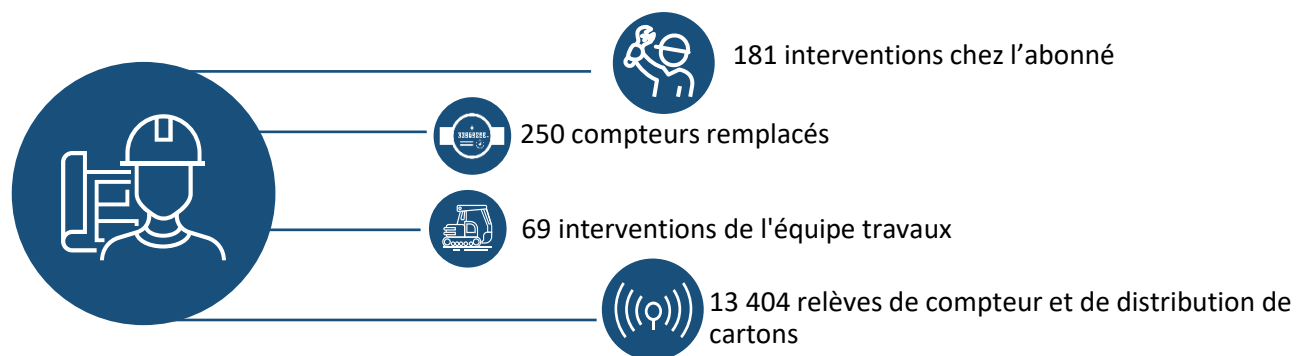 181 interventions chez l’abonné
250 compteurs remplacés
69 interventions de l'équipe travaux
13 404 relèves de compteur et de distribution de
cartons